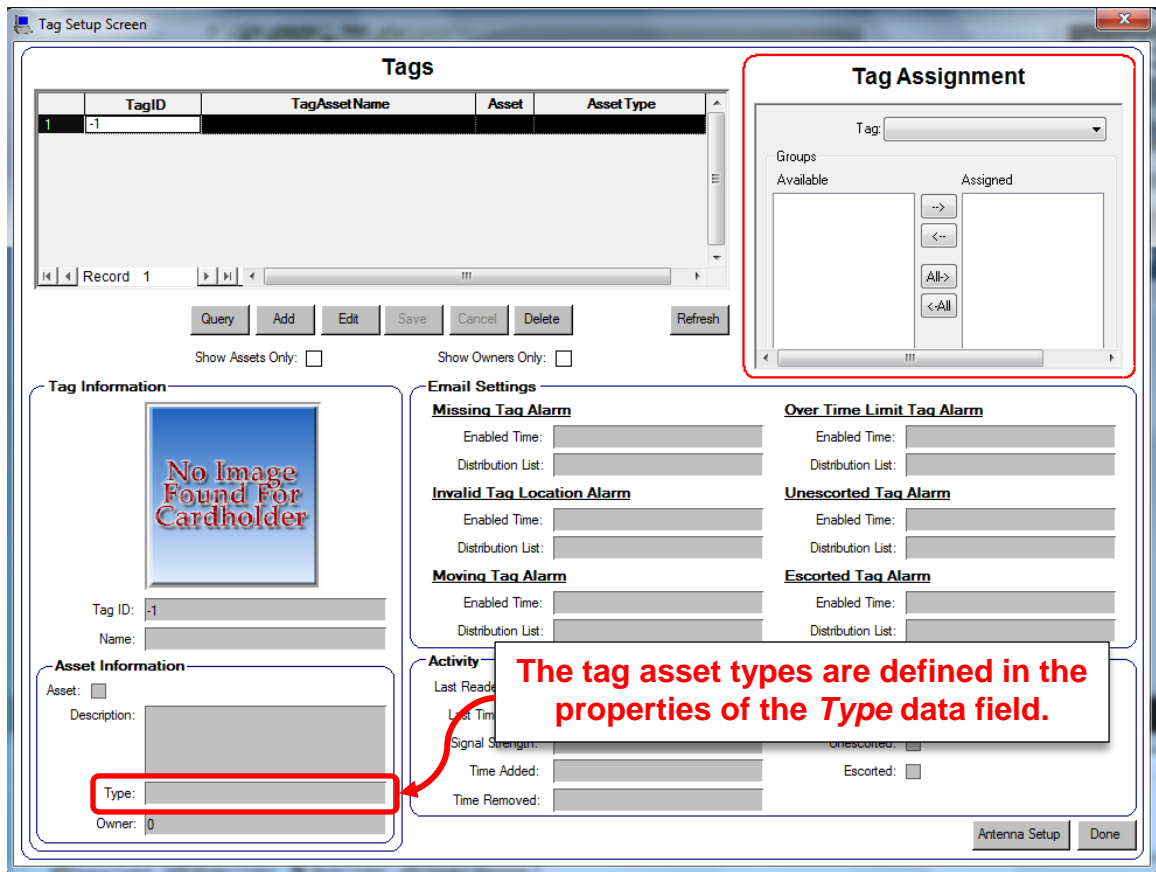 Tag Setup Screen
Tags
TagID TagAssetName Asset AssetType
1 -1
Record 1
Query Add Edit Save Cancel Delete Refresh
Show Assets Only: Show Owners Only:
Tag Assignment
Tag:
Groups
Available Assigned
-->
<--
All->
<-All
Tag Information
No Image
Found For
Cardholder
Tag ID: -1
Name:
Asset Information
Asset:
Description:
Type:
Owner: 0
Email Settings
Missing Tag Alarm Over Time Limit Tag Alarm
Enabled Time: Enabled Time:
Distribution List: Distribution List:
Invalid Tag Location Alarm Unescorted Tag Alarm
Enabled Time: Enabled Time:
Distribution List: Distribution List:
Moving Tag Alarm Escorted Tag Alarm
Enabled Time: Enabled Time:
Distribution List: Distribution List:
Activity
The tag asset types are defined in the
properties of the Type data field.
Signal Strength: Unescorted:
Time Added: Escorted:
Time Removed:
Antenna Setup Done